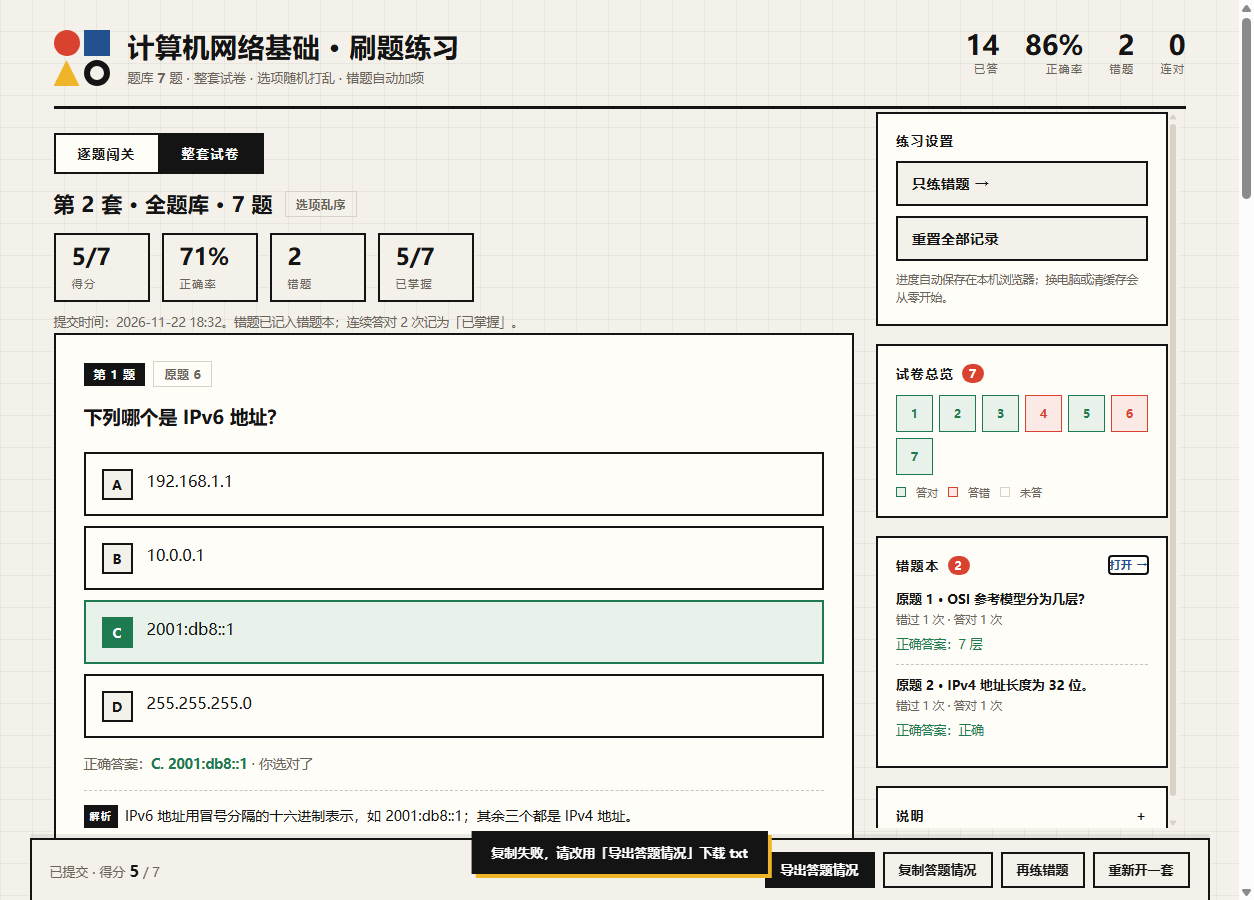 计算机网络基础 • 刷题练习
题库 7 题 · 整套试卷 · 选项随机打乱 · 错题自动加频
14
已答
86%
正确率
2
错题
0
连对
逐题闯关
整套试卷
第 2 套 • 全题库 • 7 题
选项乱序
5/7
得分
71%
正确率
2
错题
5/7
已掌握
提交时间：2026-11-22 18:32。错题已记入错题本；连续答对 2 次记为「已掌握」。
第 1 题
原题 6
下列哪个是 IPv6 地址？
A
192.168.1.1
B
10.0.0.1
C
2001:db8::1
D
255.255.255.0
正确答案：C. 2001:db8::1 · 你选对了
解析 IPv6 地址用冒号分隔的十六进制表示，如 2001:db8::1；其余三个都是 IPv4 地址。
练习设置
只练错题 →
重置全部记录
进度自动保存在本机浏览器；换电脑或清缓存会
从零开始。
试卷总览 7
1 2 3 4 5 6
7
答对 答错 未答
错题本 2
打开 →
原题 1 • OSI 参考模型分为几层？
错过 1 次 · 答对 1 次
正确答案：7 层
原题 2 • IPv4 地址长度为 32 位。
错过 1 次 · 答对 1 次
正确答案：正确
说明 +
已提交 · 得分 5 / 7
复制失败，请改用「导出答题情况」下载 txt
导出答题情况
复制答题情况
再练错题
重新开一套